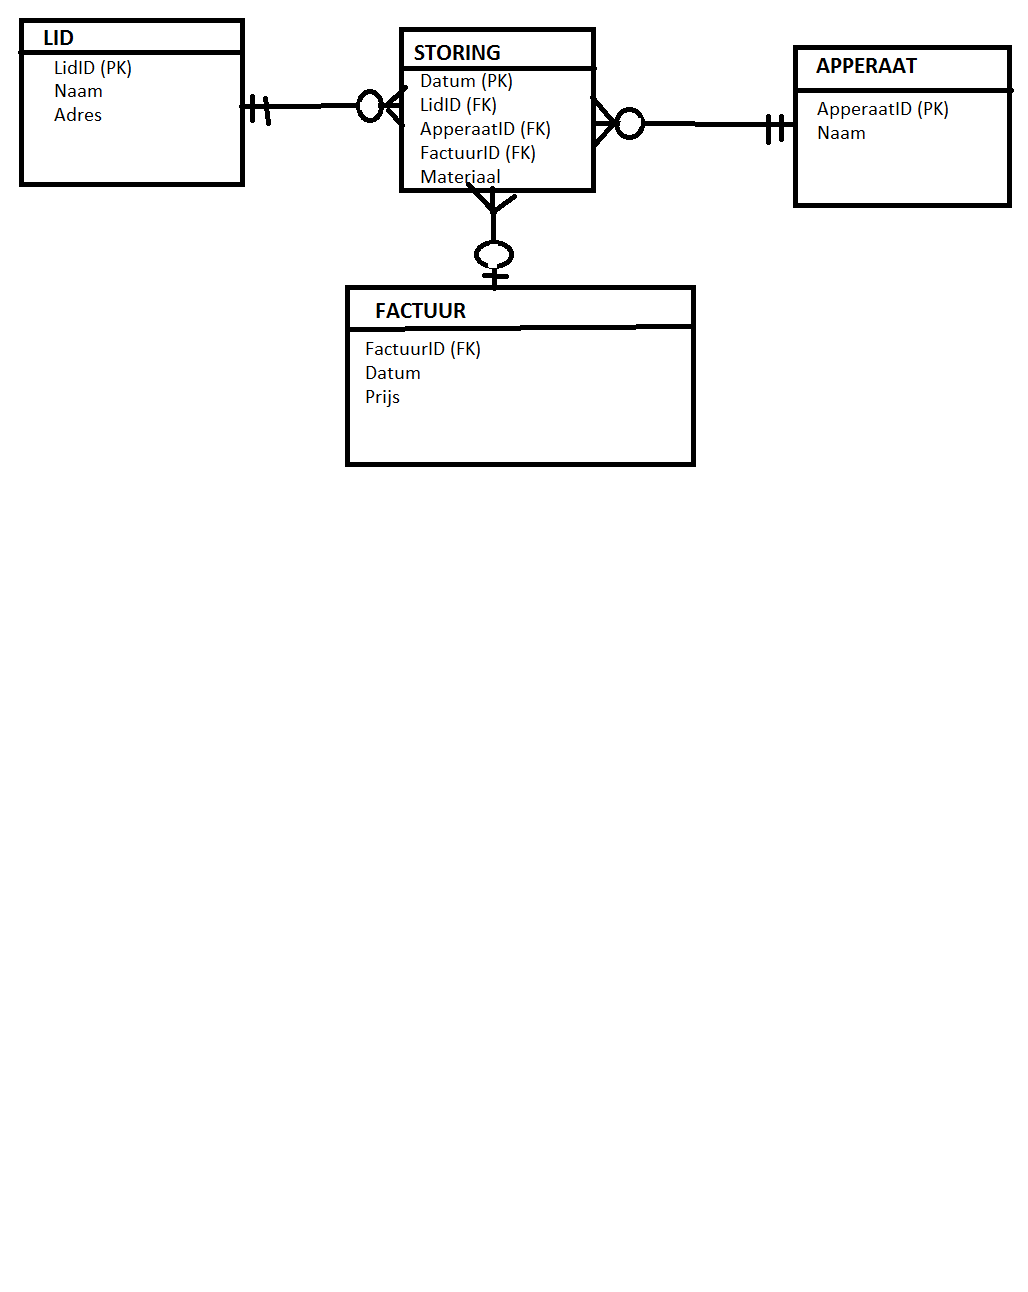 LID
LidID (PK)
Naam
Adres
STORING
Datum (PK)
LidID (FK)
ApperaatID (FK)
FactuurID (FK)
Materiaal
APPERAAT
ApperaatID (PK)
Naam
FACTUUR
FactuurID (FK)
Datum
Prijs